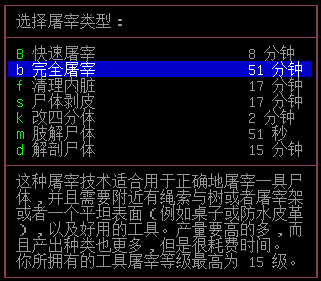 选择屠宰类型：
B 快速屠宰 8 分钟
b 完全屠宰 51 分钟
f 清理内脏 17 分钟
s 尸体剥皮 17 分钟
k 改四分体 2 分钟
m 肢解尸体 51 秒
d 解剖尸体 15 分钟
这种屠宰技术适合用于正确地屠宰一具尸
体，并且需要附近有绳索与树或者屠宰架
或者一个平坦表面（例如桌子或防水皮革
），以及好用的工具。产量要高的多，而
且产出种类也更多，但是很耗费时间。
你所拥有的工具屠宰等级最高为 15 级。